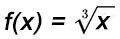 f(x) = ∛x